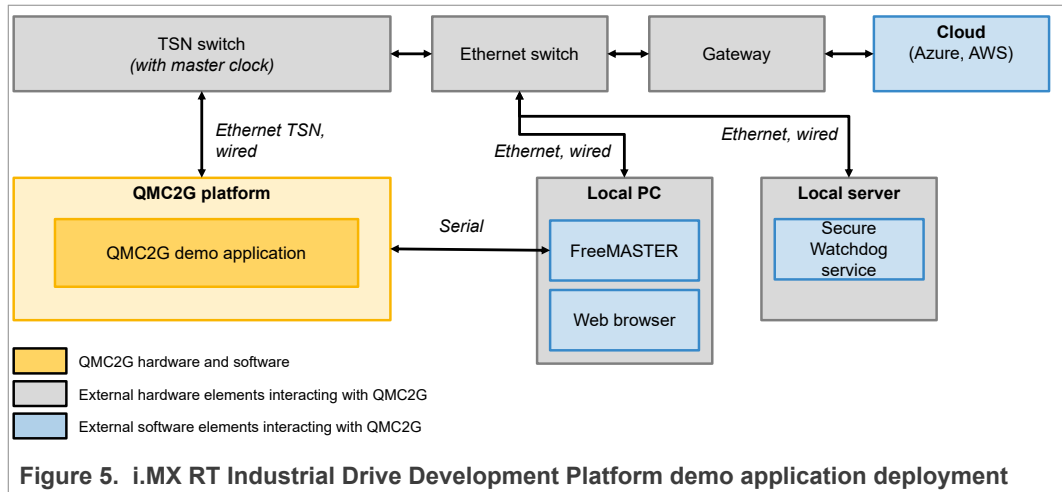 TSN switch
(with master clock)
Ethernet switch
Gateway
Cloud
(Azure, AWS)
Ethernet TSN,
wired
Ethernet, wired
Ethernet, wired
QMC2G platform
QMC2G demo application
Serial
Local PC
FreeMASTER
Web browser
Local server
Secure
Watchdog
service
QMC2G hardware and software
External hardware elements interacting with QMC2G
External software elements interacting with QMC2G
Figure 5. i.MX RT Industrial Drive Development Platform demo application deployment